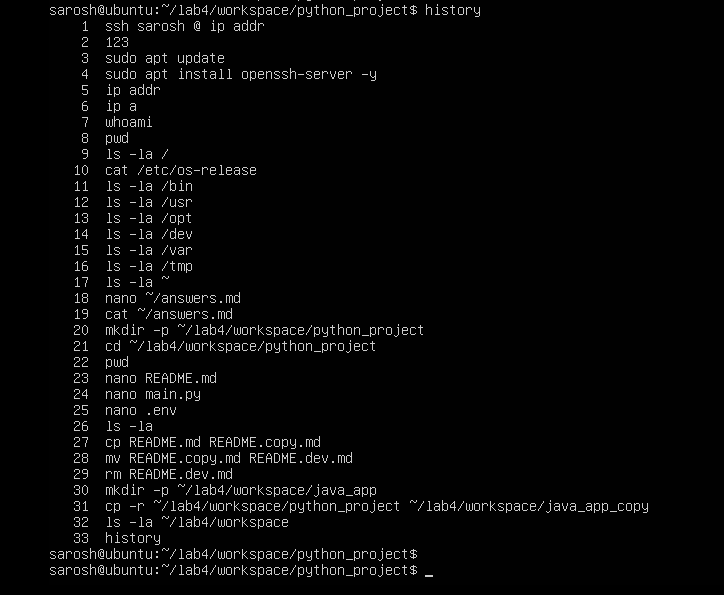 sarosh@ubuntu:~/lab4/workspace/python_project$ history
1 ssh sarosh @ ip addr
2 123
3 sudo apt update
4 sudo apt install openssh-server -y
5 ip addr
6 ip a
7 whoami
8 pwd
9 ls -la /
10 cat /etc/os-release
11 ls -la /bin
12 ls -la /usr
13 ls -la /opt
14 ls -la /dev
15 ls -la /var
16 ls -la /tmp
17 ls -la ~
18 nano ~/answers.md
19 cat ~/answers.md
20 mkdir -p ~/lab4/workspace/python_project
21 cd ~/lab4/workspace/python_project
22 pwd
23 nano README.md
24 nano main.py
25 nano .env
26 ls -la
27 cp README.md README.copy.md
28 mv README.copy.md README.dev.md
29 rm README.dev.md
30 mkdir -p ~/lab4/workspace/java_app
31 cp -r ~/lab4/workspace/python_project ~/lab4/workspace/java_app_copy
32 ls -la ~/lab4/workspace
33 history
sarosh@ubuntu:~/lab4/workspace/python_project$
sarosh@ubuntu:~/lab4/workspace/python_project$ _